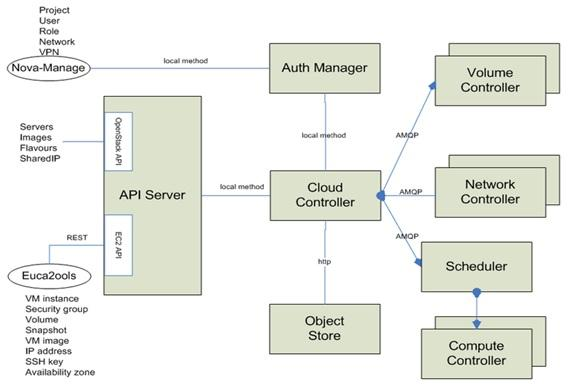 Project
User
Role
Network
VPN
Nova-Manage
local method
Auth Manager
Volume
Controller
Servers
Images
Flavours
SharedIP
OpenStack API
API Server
local method
local method
Cloud
Controller
AMQP
AMQP
AMQP
Network
Controller
REST
EC2 API
Euca2ools
http
Scheduler
VM instance
Security group
Volume
Snapshot
VM image
IP address
SSH key
Availability zone
Object
Store
Compute
Controller